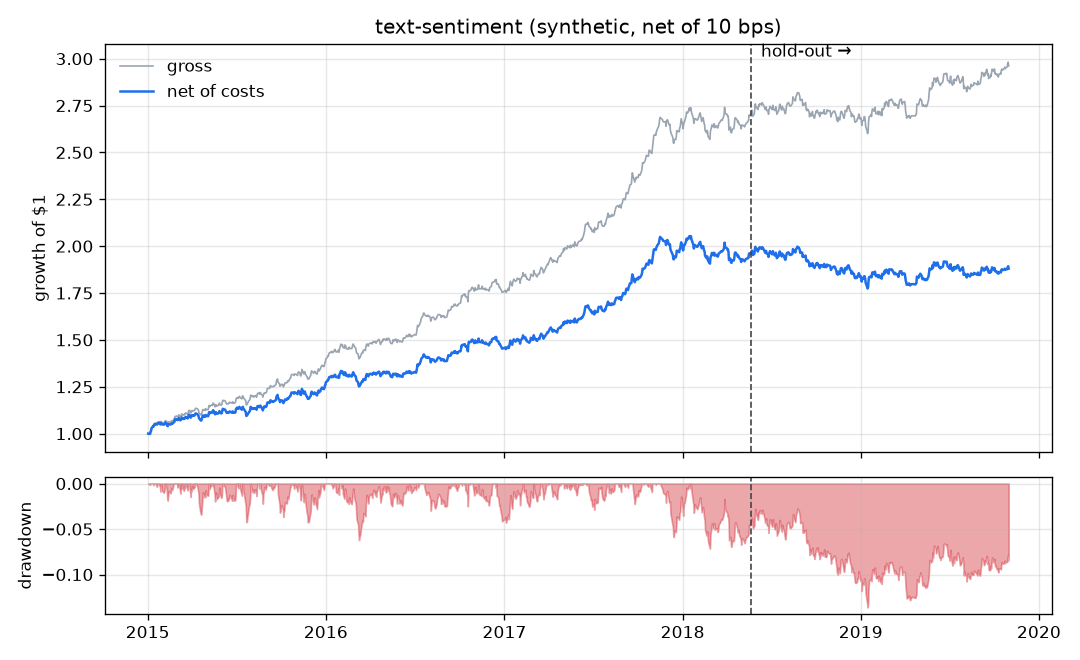 text-sentiment (synthetic, net of 10 bps)
hold-out →
gross
net of costs
growth of $1
3.00
2.75
2.50
2.25
2.00
1.75
1.50
1.25
1.00
drawdown
0.00
−0.05
−0.10
2015 2016 2017 2018 2019 2020